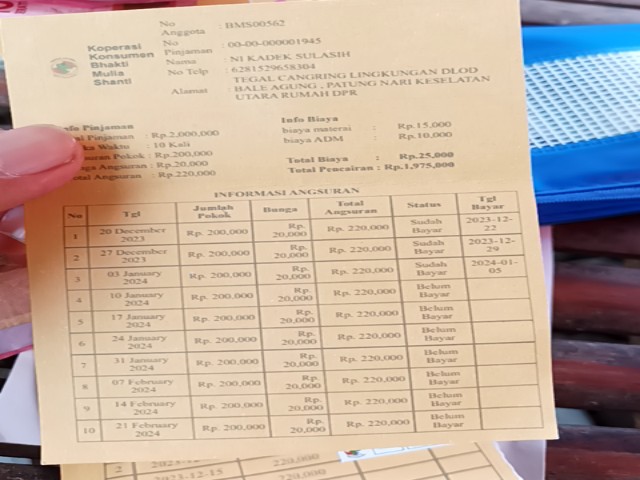 Koperasi
Konsumen
Bhakti
Mulia
Shanti
No Anggota : BMS00562
No Pinjaman : 00-00-000001945
Nama : NI KADEK SULASIH
No Telp : 6281529658304
Alamat : TEGAL CANGRING LINGKUNGAN DLOD
BALE AGUNG , PATUNG NARI KESELATAN
UTARA RUMAH DPR
Pinjaman
Pinjaman : Rp.2,000,000
Waktu : 10 Kali
Pokok : Rp.200,000
Angsuran : Rp.20,000
Angsuran : Rp.220,000
Info Biaya
biaya materai : Rp.15,000
biaya ADM : Rp.10,000
Total Biaya : Rp.25,000
Total Pencairan : Rp.1,975,000
INFORMASI ANGSURAN
No Tgl Jumlah Pokok Bunga Total Angsuran Status Tgl Bayar
1 20 December 2023 Rp. 200,000 Rp. 20,000 Rp. 220,000 Sudah Bayar 2023-12-22
2 27 December 2023 Rp. 200,000 Rp. 20,000 Rp. 220,000 Sudah Bayar 2023-12-29
3 03 January 2024 Rp. 200,000 Rp. 20,000 Rp. 220,000 Sudah Bayar 2024-01-05
4 10 January 2024 Rp. 200,000 Rp. 20,000 Rp. 220,000 Belum Bayar
5 17 January 2024 Rp. 200,000 Rp. 20,000 Rp. 220,000 Belum Bayar
6 24 January 2024 Rp. 200,000 Rp. 20,000 Rp. 220,000 Belum Bayar
7 31 January 2024 Rp. 200,000 Rp. 20,000 Rp. 220,000 Belum Bayar
8 07 February 2024 Rp. 200,000 Rp. 20,000 Rp. 220,000 Belum Bayar
9 14 February 2024 Rp. 200,000 Rp. 20,000 Rp. 220,000 Belum Bayar
10 21 February 2024 Rp. 200,000 Rp. 20,000 Rp. 220,000 Belum Bayar
2 220,000
2023-12-15 220,000